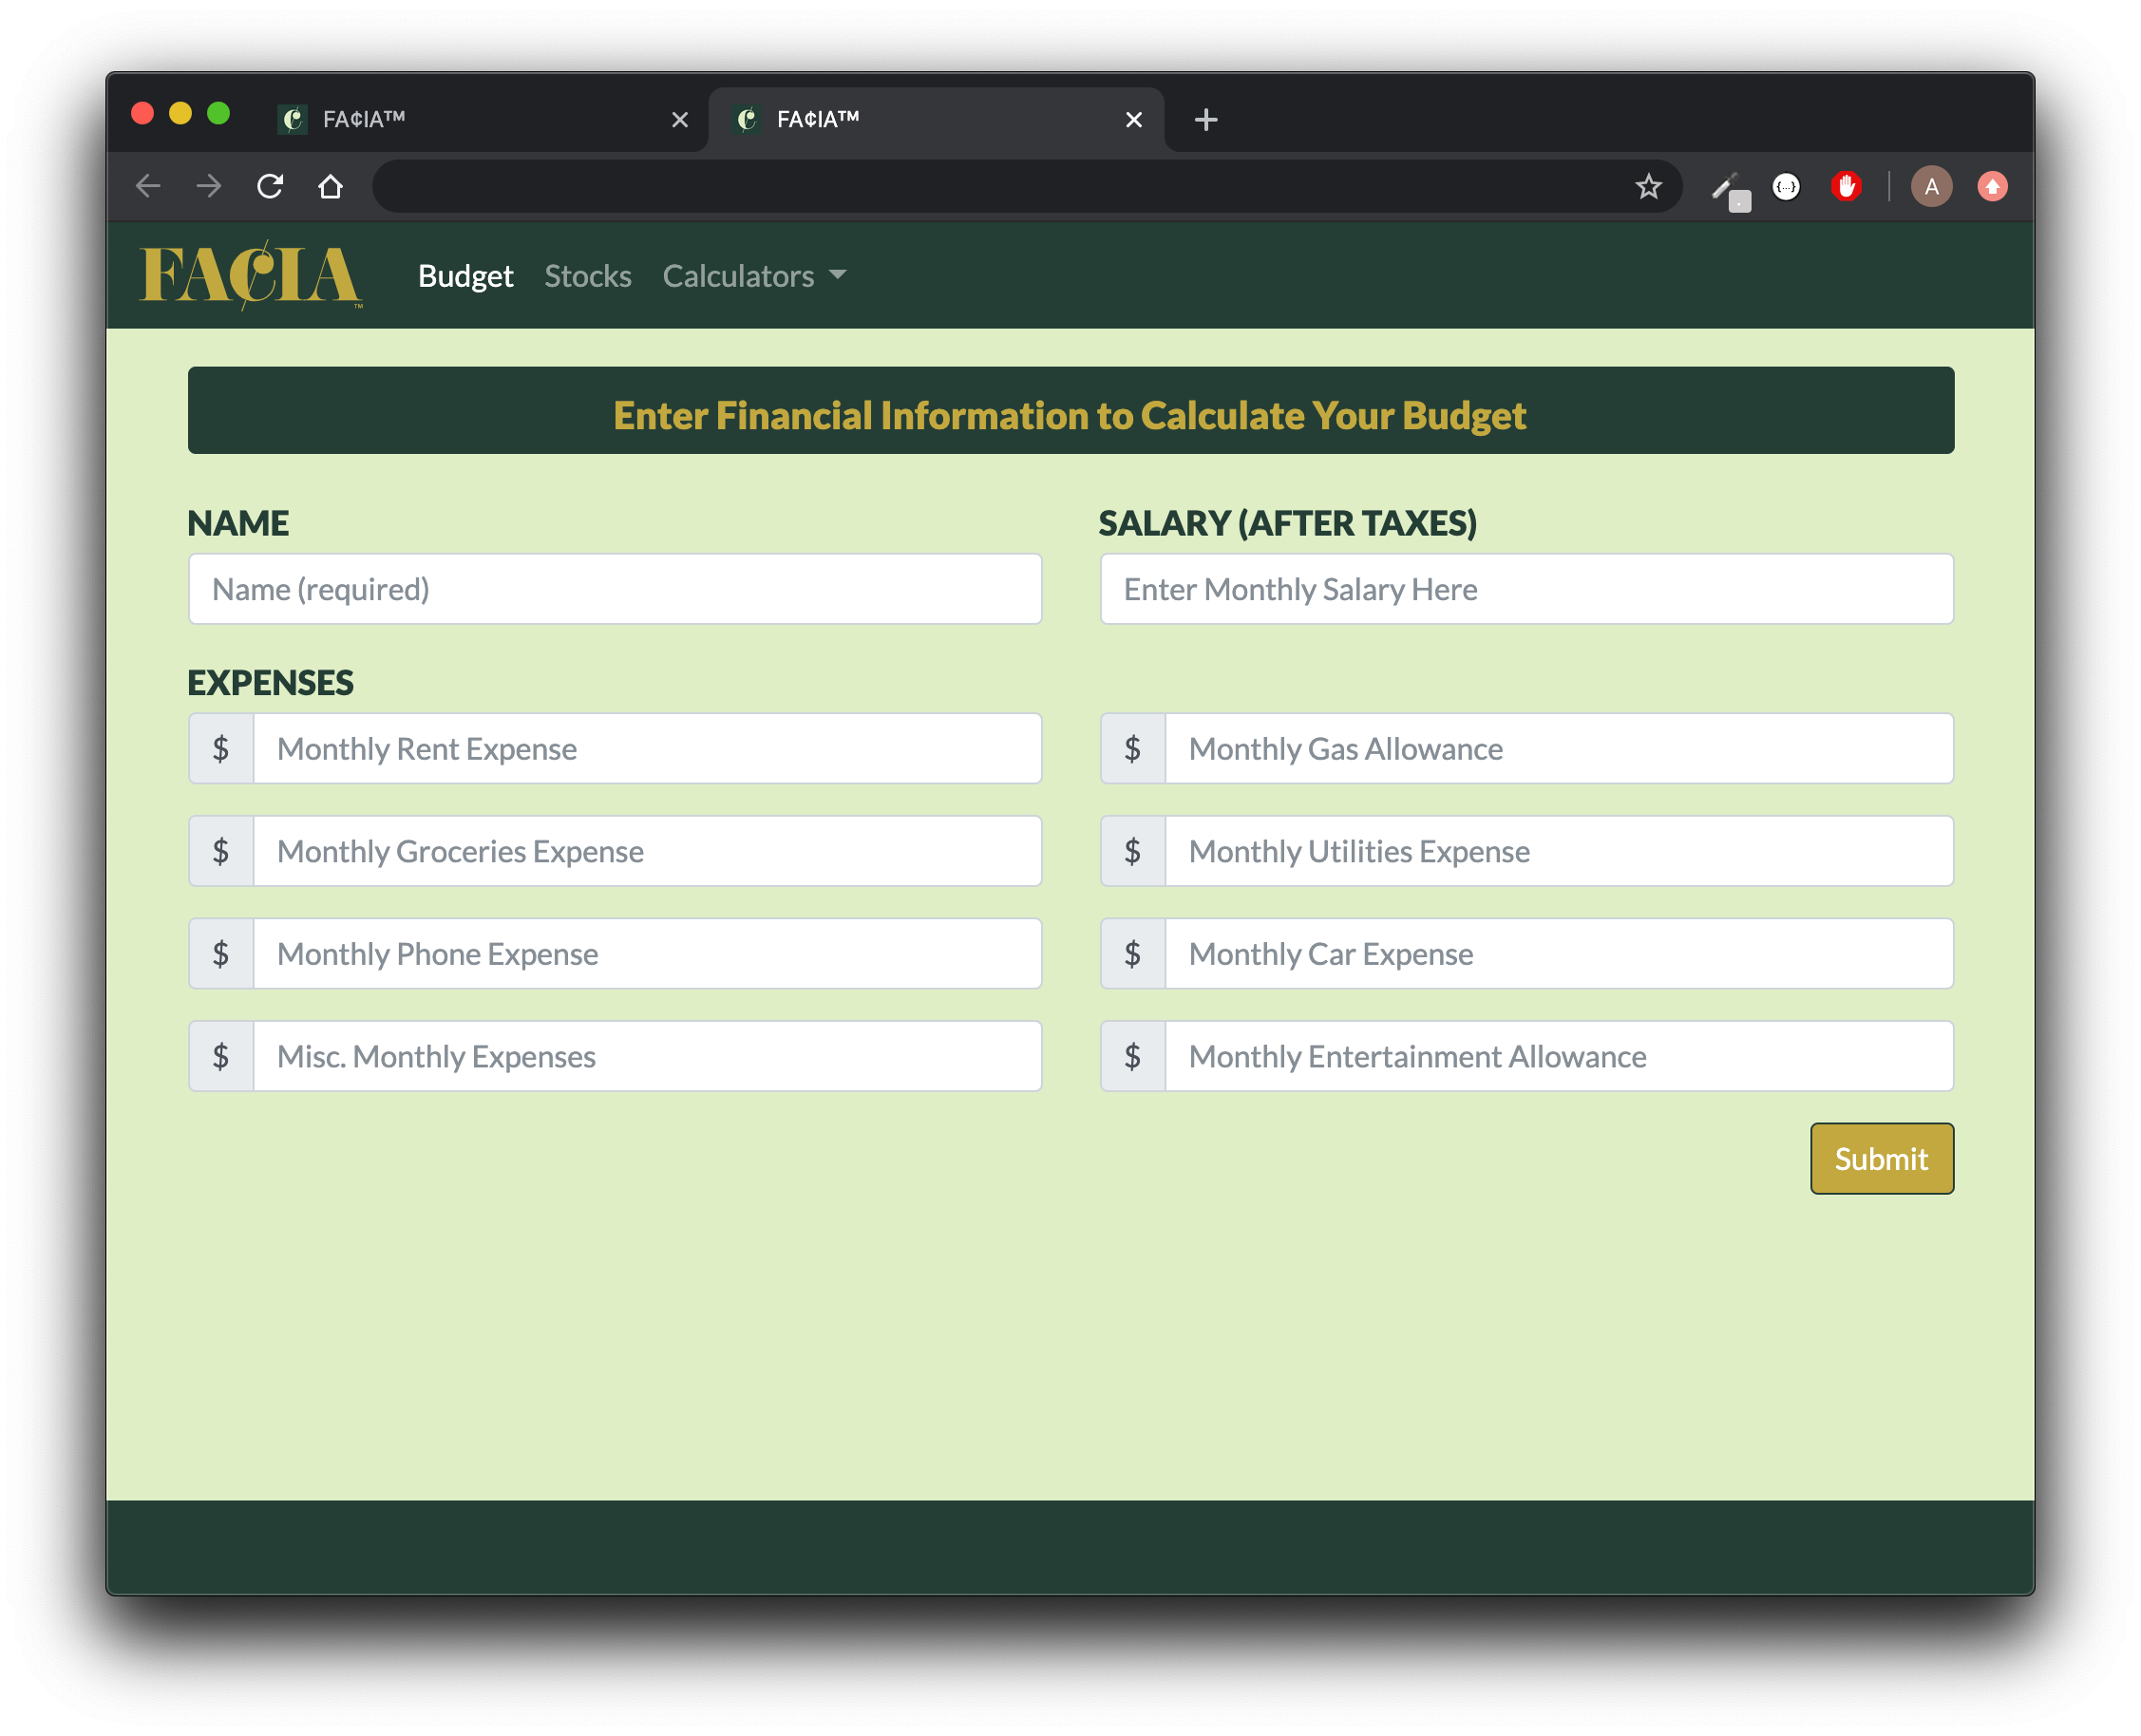 FA¢IA™ FA¢IA™
A
FA¢IA™ Budget Stocks Calculators
Enter Financial Information to Calculate Your Budget
NAME SALARY (AFTER TAXES)
Name (required) Enter Monthly Salary Here
EXPENSES
$ Monthly Rent Expense $ Monthly Gas Allowance
$ Monthly Groceries Expense $ Monthly Utilities Expense
$ Monthly Phone Expense $ Monthly Car Expense
$ Misc. Monthly Expenses $ Monthly Entertainment Allowance
Submit